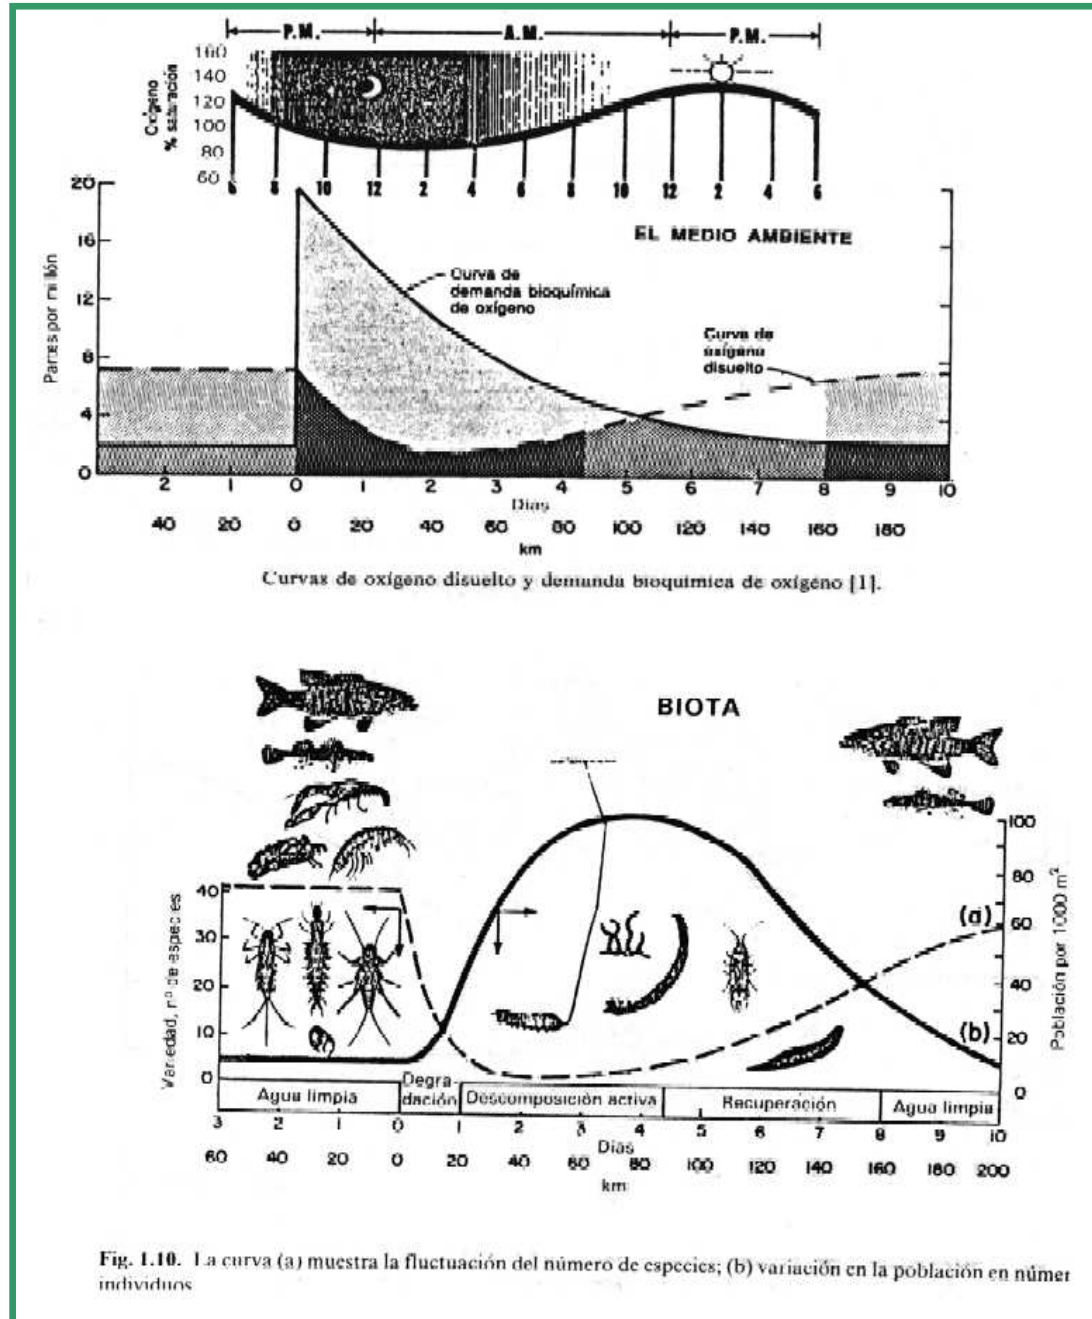 P.M. A.M. P.M.
Oxígeno
% saturación
160
140
120
100
80
60
6 8 10 12 2 4 6 8 10 12 2 4 6
EL MEDIO AMBIENTE
Partes por millón
20
16
12
8
4
0
Curva de
demanda bioquímica
de oxígeno
Curva de
oxígeno
disuelto
2 1 0 1 2 3 4 5 6 7 8 9 10
Días
40 20 0 20 40 60 80 100 120 140 160 180
km
Curvas de oxígeno disuelto y demanda bioquímica de oxígeno [1].
BIOTA
Variedad, nº de especies
40
30
20
10
0
Población por 1000 m²
100
80
60
40
20
0
(a)
(b)
Agua limpia
Degra-
dación
Descomposición activa
Recuperación
Agua limpia
3 2 1 0 1 2 3 4 5 6 7 8 9 10
Días
60 40 20 0 20 40 60 80 100 120 140 160 180 200
km
Fig. 1.10. La curva (a) muestra la fluctuación del número de especies; (b) variación en la población en númer
individuos